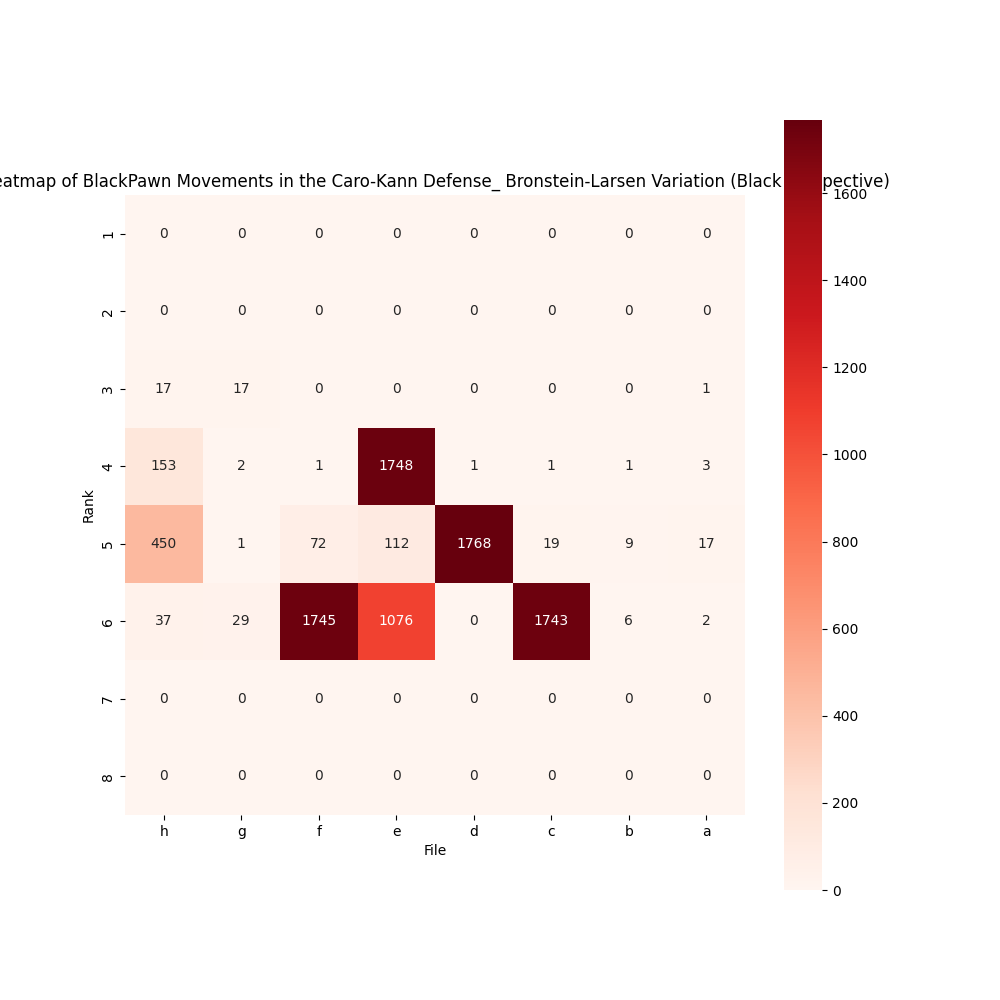 eatmap of BlackPawn Movements in the Caro-Kann Defense_ Bronstein-Larsen Variation (Black pective)
1 0 0 0 0 0 0 0 0
2 0 0 0 0 0 0 0 0
3 17 17 0 0 0 0 0 1
4 153 2 1 1748 1 1 1 3
Rank
5 450 1 72 112 1768 19 9 17
6 37 29 1745 1076 0 1743 6 2
7 0 0 0 0 0 0 0 0
8 0 0 0 0 0 0 0 0
h g f e d c b a
File
1600
1400
1200
1000
800
600
400
200
0